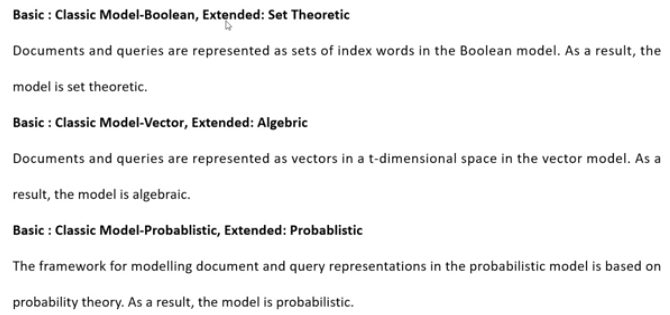 Basic : Classic Model-Boolean, Extended: Set Theoretic
Documents and queries are represented as sets of index words in the Boolean model. As a result, the
model is set theoretic.
Basic : Classic Model-Vector, Extended: Algebric
Documents and queries are represented as vectors in a t-dimensional space in the vector model. As a
result, the model is algebraic.
Basic : Classic Model-Probablistic, Extended: Probablistic
The framework for modelling document and query representations in the probabilistic model is based on
probability theory. As a result, the model is probabilistic.